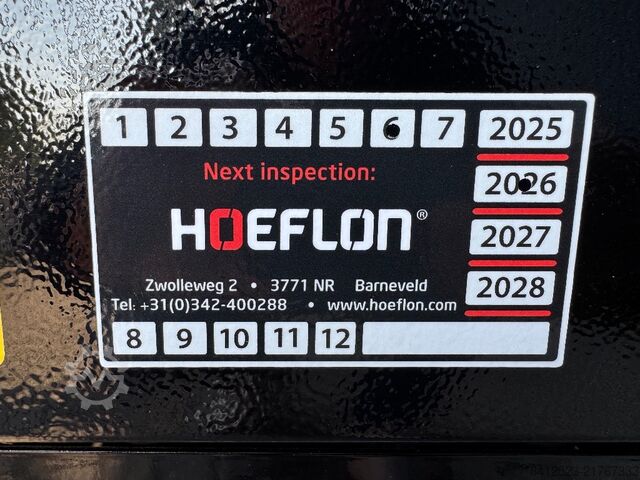 1 2 3 4 5 6 7 2025
Next inspection: 2026
HOEFLON® 2027
Zwolleweg 2 • 3771 NR Barneveld 2028
Tel. +31(0)342-400288 • www.hoeflon.com
8 9 10 11 12